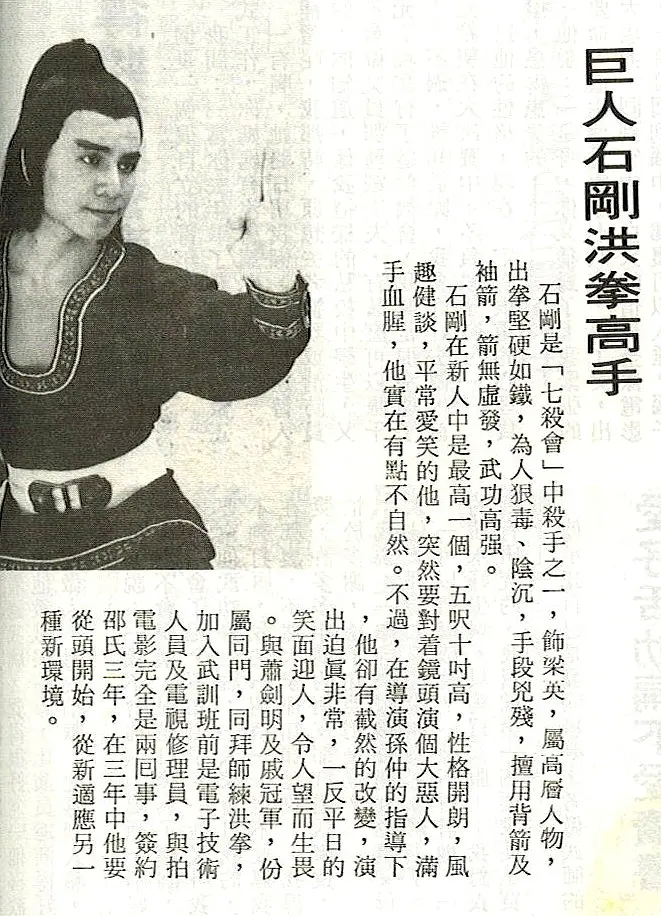 巨人石剛洪拳高手
石剛是「七殺會」中殺手之一，飾梁英，屬高層人物，
出拳堅硬如鐵，為人狠毒、陰沉，手段兇殘，擅用背箭及
袖箭，箭無虛發，武功高强。
石剛在新人中是最高一個，五呎十吋高，性格開朗，風
趣健談，平常愛笑的他，突然要對着鏡頭演個大惡人，滿
手血腥，他實在有點不自然。不過，在導演孫仲的指導下
，他卻有截然的改變，演
出迫眞非常，一反平日的
笑面迎人，令人望而生畏
。與蕭劍明及戚冠軍，份
屬同門，同拜師練洪拳，
加入武訓班前是電子技術
人員及電視修理員，與拍
電影完全是兩回事，簽約
邵氏三年，在三年中他要
從頭開始，從新適應另一
種新環境。